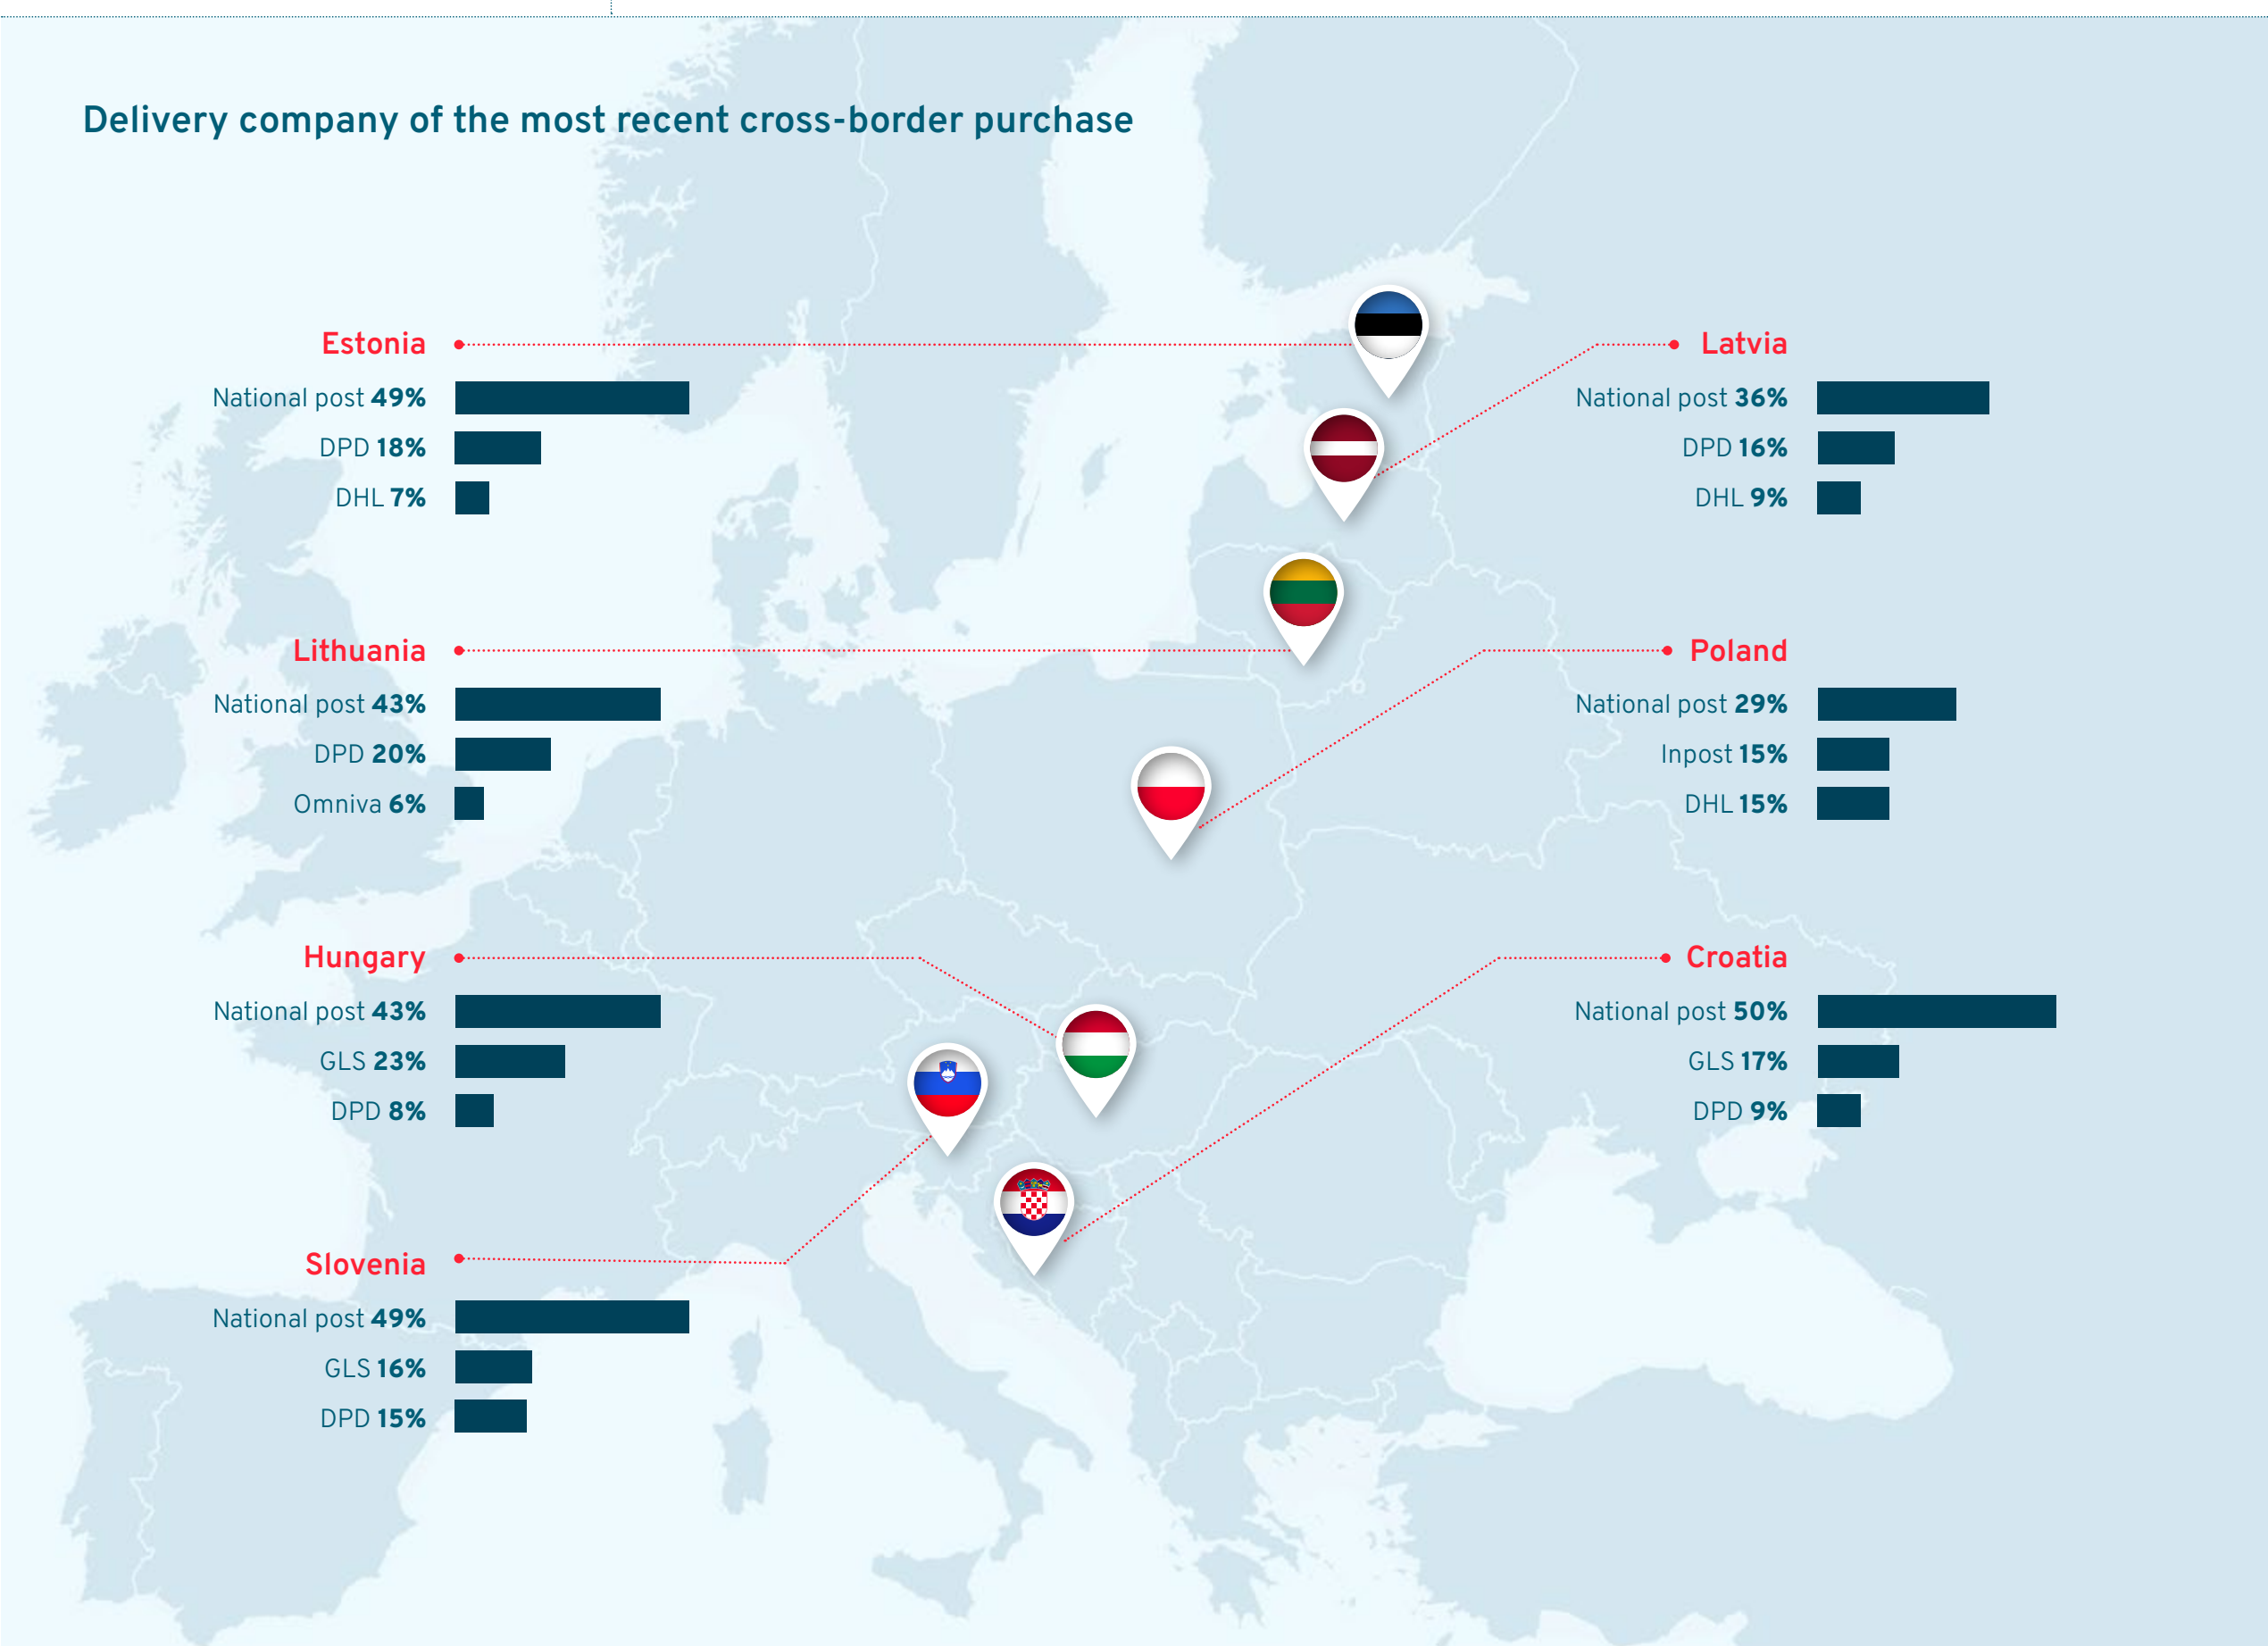 Delivery company of the most recent cross-border purchase
Estonia
National post 49%
DPD 18%
DHL 7%
Latvia
National post 36%
DPD 16%
DHL 9%
Lithuania
National post 43%
DPD 20%
Omniva 6%
Poland
National post 29%
Inpost 15%
DHL 15%
Hungary
National post 43%
GLS 23%
DPD 8%
Croatia
National post 50%
GLS 17%
DPD 9%
Slovenia
National post 49%
GLS 16%
DPD 15%